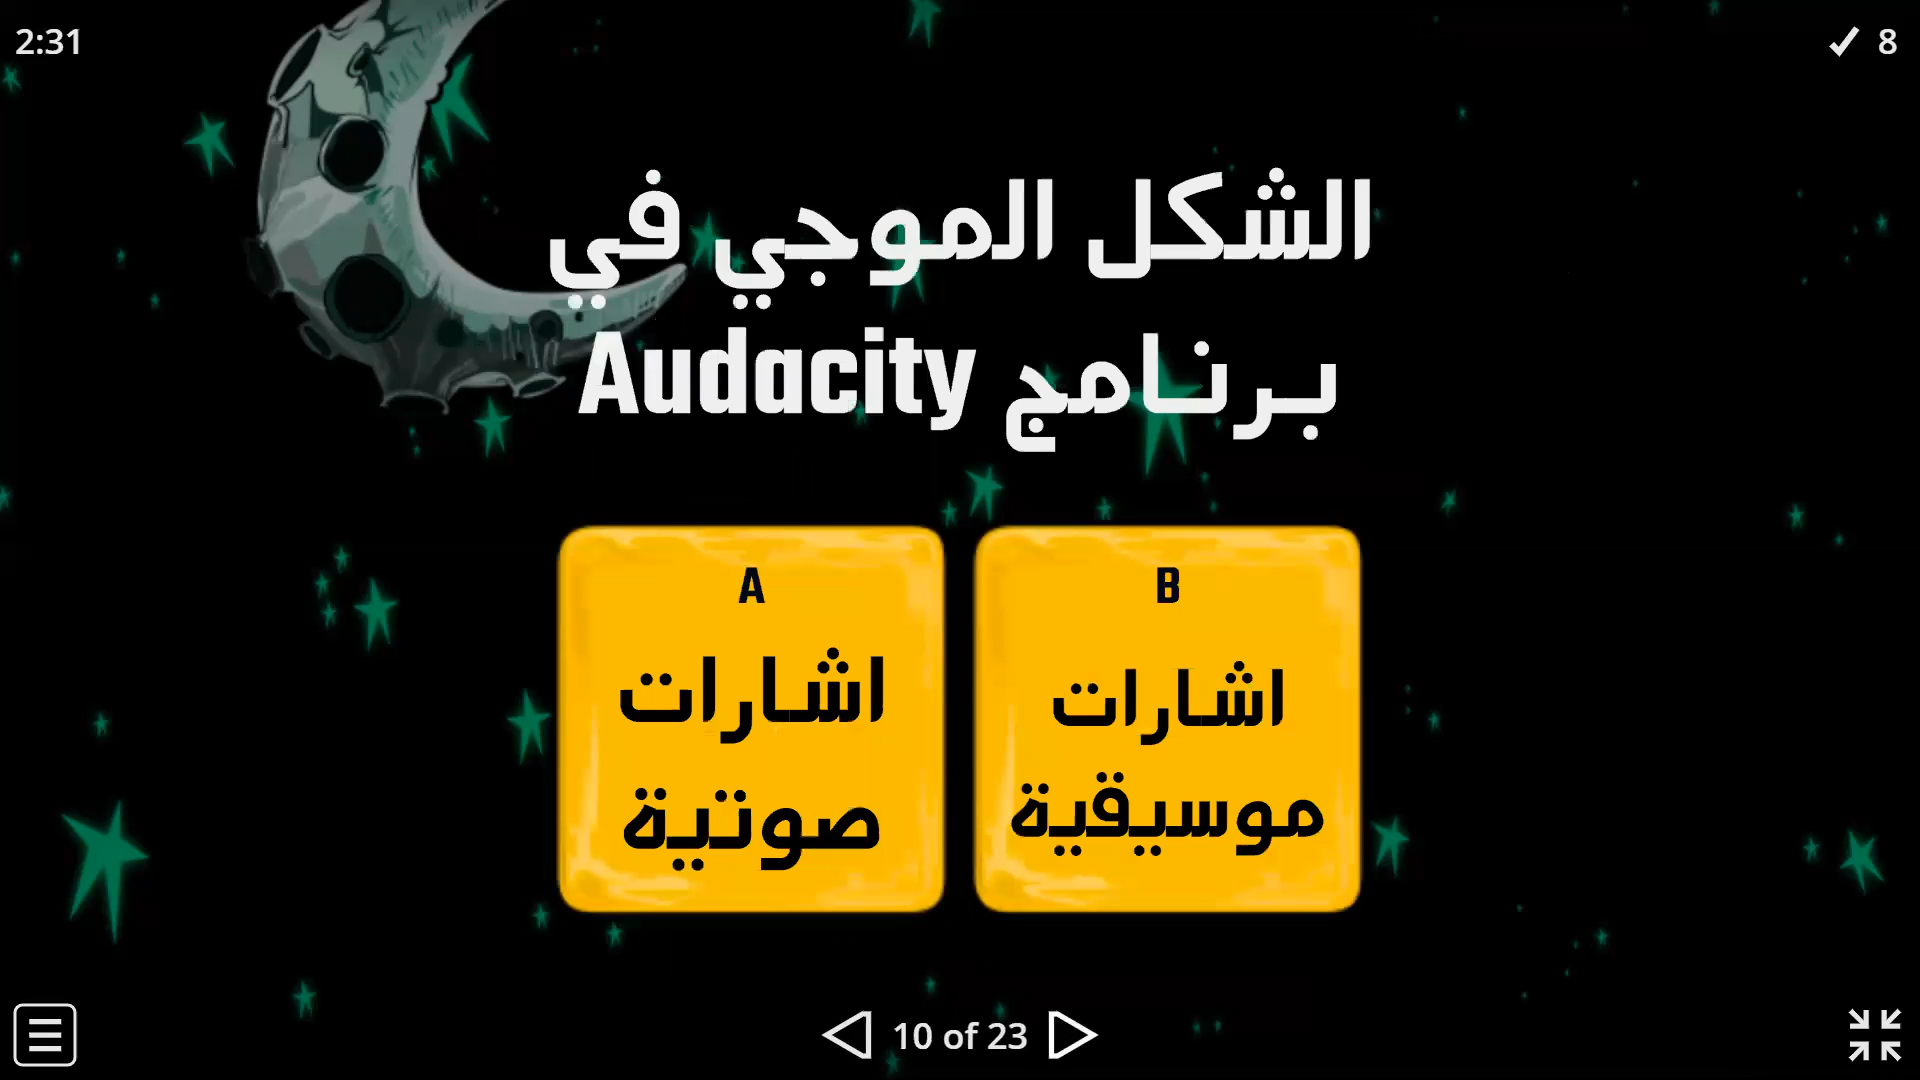 2:31
8
الشكل الموجي في
برنامج Audacity
A
اشارات
صوتية
B
اشارات
موسيقية
10 of 23